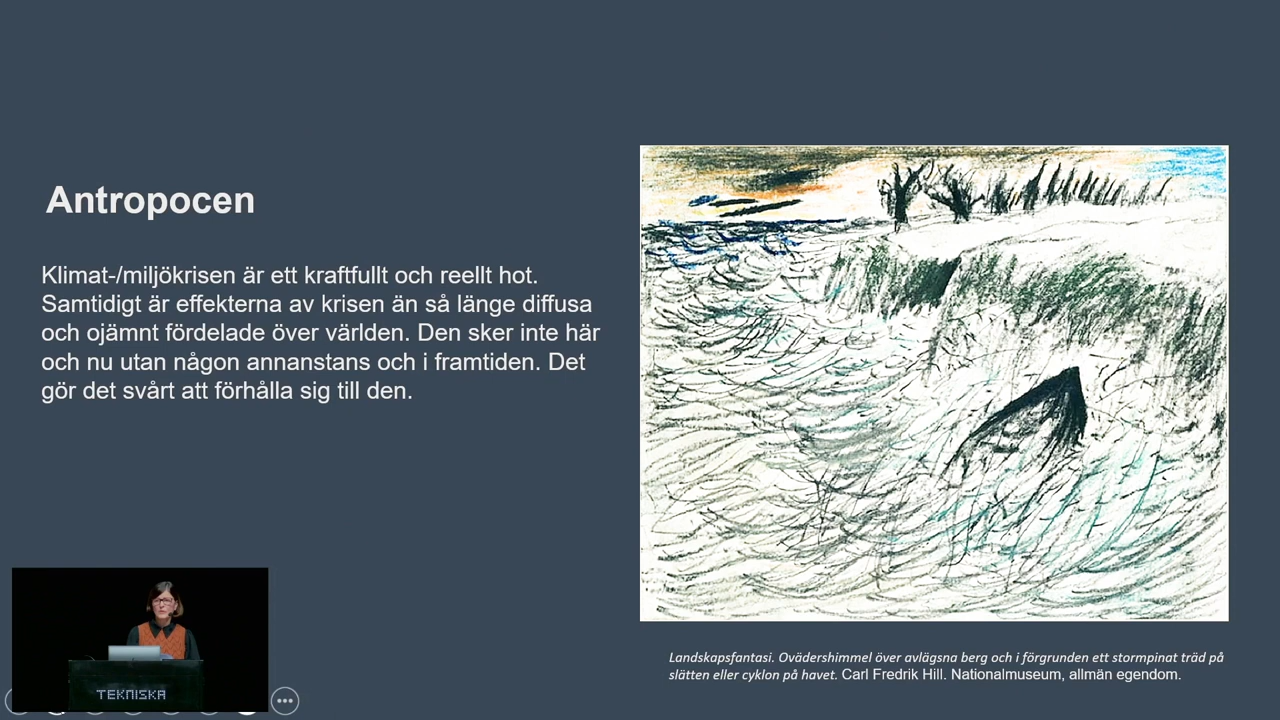 Antropocen
Klimat-/miljökrisen är ett kraftfullt och reellt hot.
Samtidigt är effekterna av krisen än så länge diffusa
och ojämnt fördelade över världen. Den sker inte här
och nu utan någon annanstans och i framtiden. Det
gör det svårt att förhålla sig till den.
Landskapsfantasi. Ovädershimmel över avlägsna berg och i förgrunden ett stormpinat träd på
slätten eller cyklon på havet. Carl Fredrik Hill. Nationalmuseum, allmän egendom.
TEKNISKA